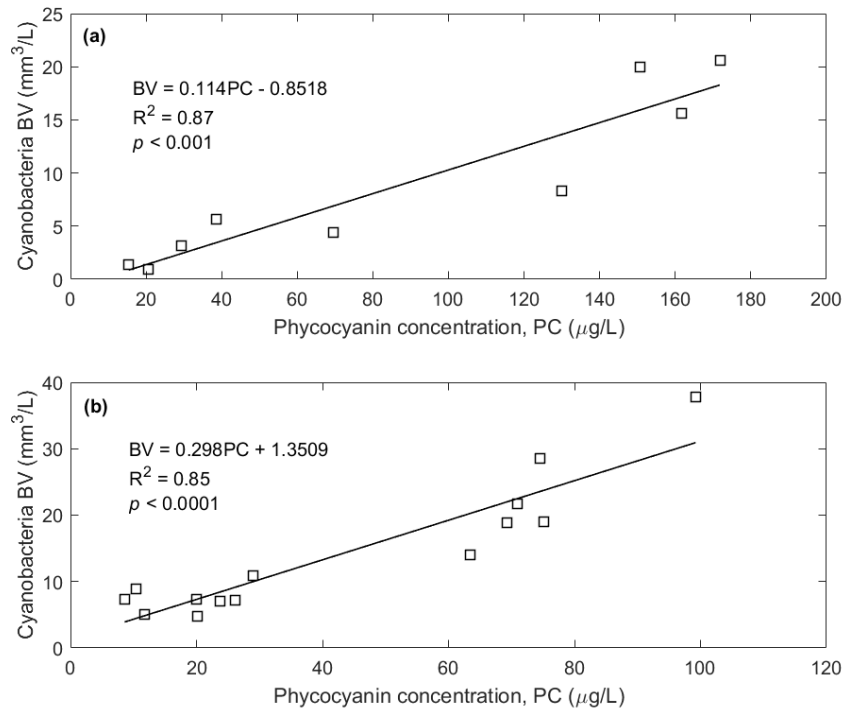 (a)
BV = 0.114PC - 0.8518
R² = 0.87
p < 0.001
Cyanobacteria BV (mm³/L)
25
20
15
10
5
0
0 20 40 60 80 100 120 140 160 180 200
Phycocyanin concentration, PC (μg/L)
(b)
BV = 0.298PC + 1.3509
R² = 0.85
p < 0.0001
Cyanobacteria BV (mm³/L)
40
30
20
10
0
0 20 40 60 80 100 120
Phycocyanin concentration, PC (μg/L)